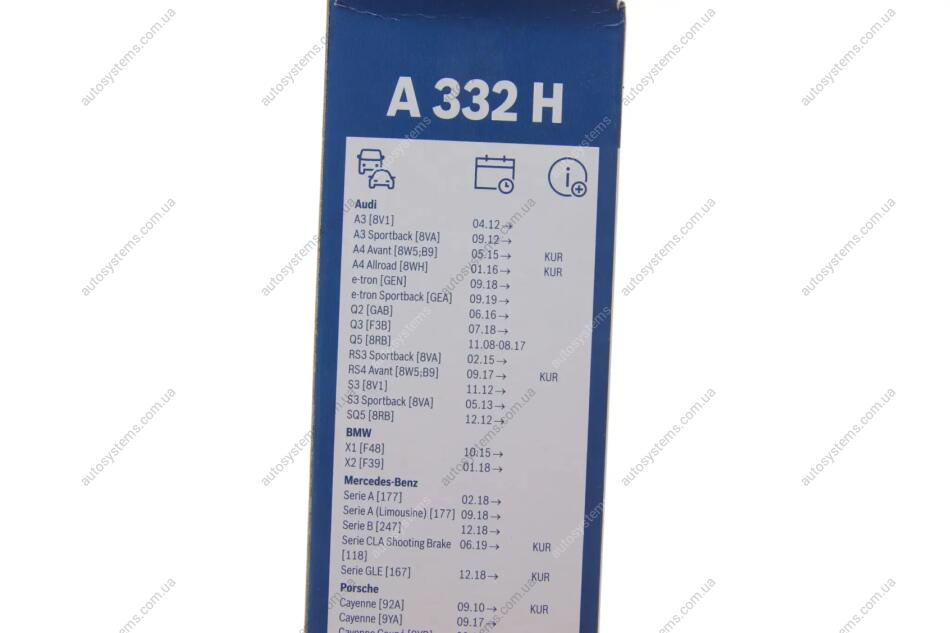 A 332 H
Audi
A3 [8V1] 04.12→
A3 Sportback [8VA] 09.12→
A4 Avant [8W5;B9] 05.15→ KUR
A4 Allroad [8WH] 01.16→ KUR
e-tron [GEN] 09.18→
e-tron Sportback [GEA] 09.19→
Q2 [GAB] 06.16→
Q3 [F3B] 07.18→
Q5 [8RB] 11.08-08.17
RS3 Sportback [8VA] 02.15→
RS4 Avant [8W5;B9] 09.17→ KUR
S3 [8V1] 11.12→
S3 Sportback [8VA] 05.13→
SQ5 [8RB] 12.12→
BMW
X1 [F48] 10.15→
X2 [F39] 01.18→
Mercedes-Benz
Serie A [177] 02.18→
Serie A (Limousine) [177] 09.18→
Serie B [247] 12.18→
Serie CLA Shooting Brake 06.19→ KUR
[118]
Serie GLE [167] 12.18→ KUR
Porsche
Cayenne [92A] 09.10→ KUR
Cayenne [9YA] 09.17→
autosystems.com.ua